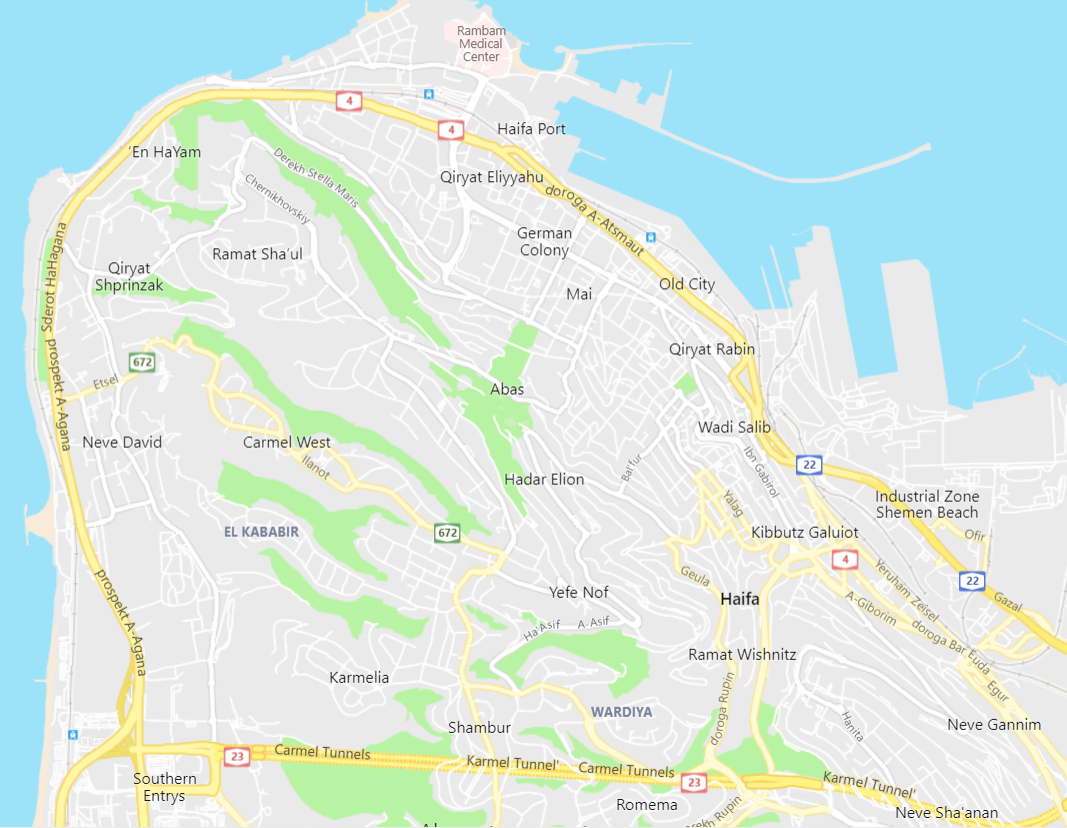 Rambam
Medical
Center
4
4
Haifa Port
'En HaYam
Derekh Stella Maris
Qiryat Eliyyahu
Chernikhovskiy
doroga A-Atsmaut
German
Colony
Ramat Sha'ul
Sderot HaHagana
Qiryat
Shprinzak
Old City
Mai
prospekt A-Agana
672
Qiryat Rabin
Etsel
Abas
Wadi Salib
Neve David
Carmel West
Ilanot
Bal'fur
Ibn Gabirol
22
Hadar Elion
Yalag
Industrial Zone
Shemen Beach
EL KABABIR
672
Kibbutz Galuiot
Ofir
4
prospekt A-Agana
Geula
Yeruham Zeisel
22
Yefe Nof
Haifa
A-Giborim
Gazal
Ha'Asif
A-Asif
doroga Bar Euda
Ramat Wishnitz
Karmelia
Egur
doroga Rupin
WARDIYA
Shambur
Hanita
Neve Gannim
23
Carmel Tunnels
Karmel Tunnel'
Carmel Tunnels
23
Karmel Tunnel'
Southern
Entrys
Romema
Neve Sha'anan